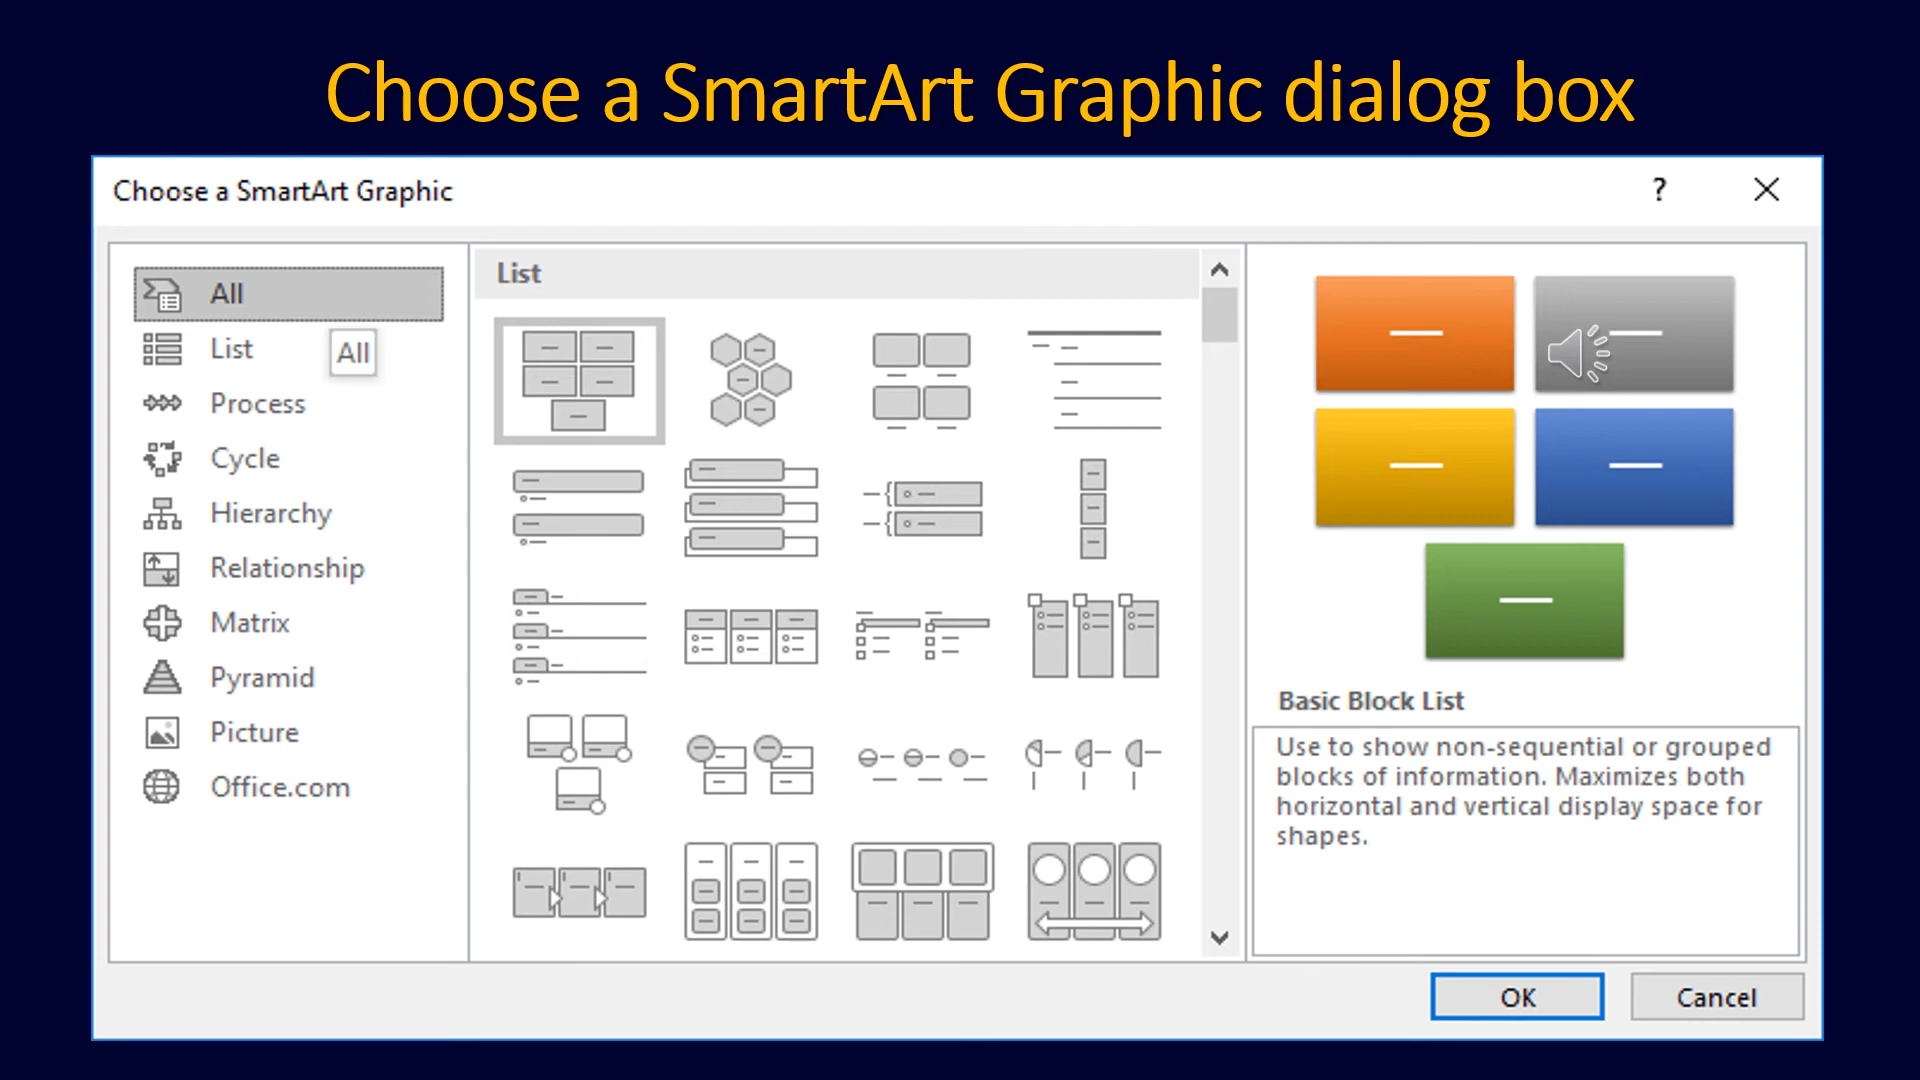 Choose a SmartArt Graphic dialog box
Choose a SmartArt Graphic
?
All
List
All
Process
Cycle
Hierarchy
Relationship
Matrix
Pyramid
Picture
Office.com
List
Basic Block List
Use to show non-sequential or grouped
blocks of information. Maximizes both
horizontal and vertical display space for
shapes.
OK
Cancel